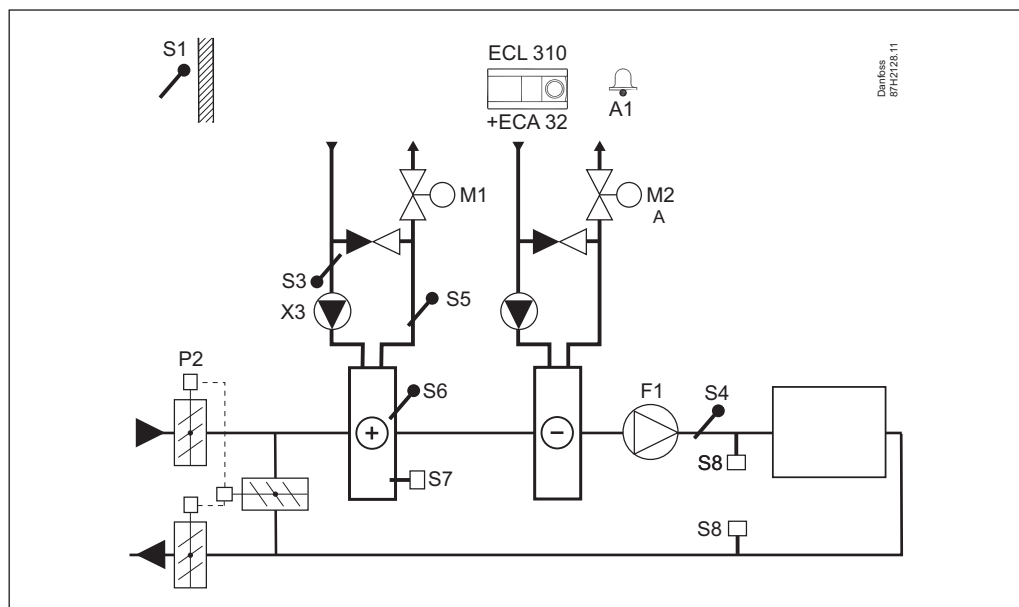 S1
ECL 310
+ECA 32
A1
Danfoss
87H2128.11
M1
M2
A
S3
X3
S5
P2
S6
F1
S4
+
−
S7
S8
S8